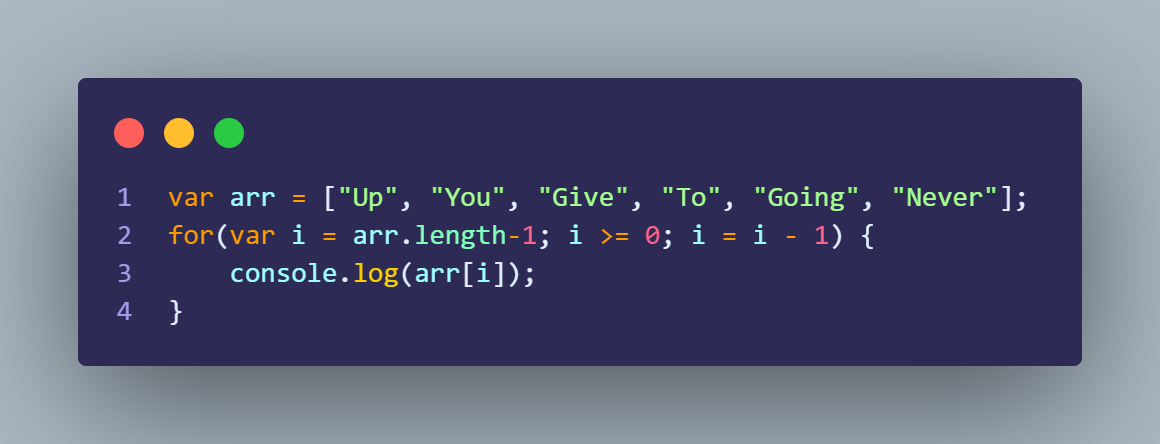 1 var arr = ["Up", "You", "Give", "To", "Going", "Never"];
2 for(var i = arr.length-1; i >= 0; i = i - 1) {
3     console.log(arr[i]);
4 }